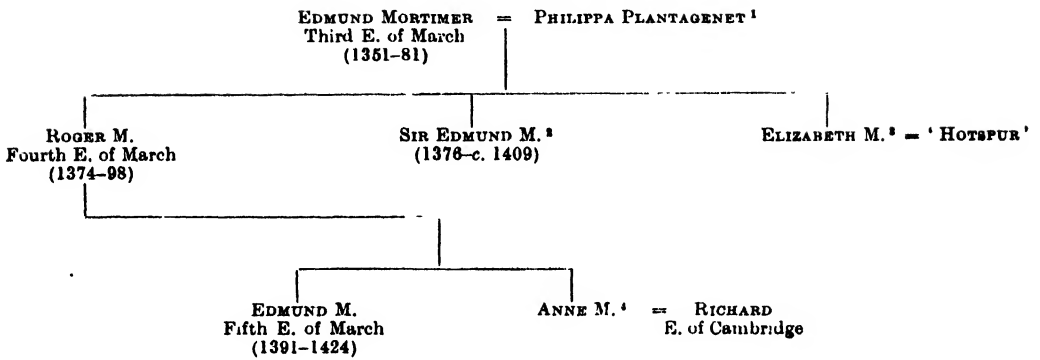 EDMUND MORTIMER = PHILIPPA PLANTAGENET ¹
Third E. of March
(1351–81)
ROGER M.
Fourth E. of March
(1374–98)
SIR EDMUND M.²
(1376–c. 1409)
ELIZABETH M.³ = ‘HOTSPUR’
EDMUND M.
Fifth E. of March
(1391–1424)
ANNE M.⁴ = RICHARD
E. of Cambridge